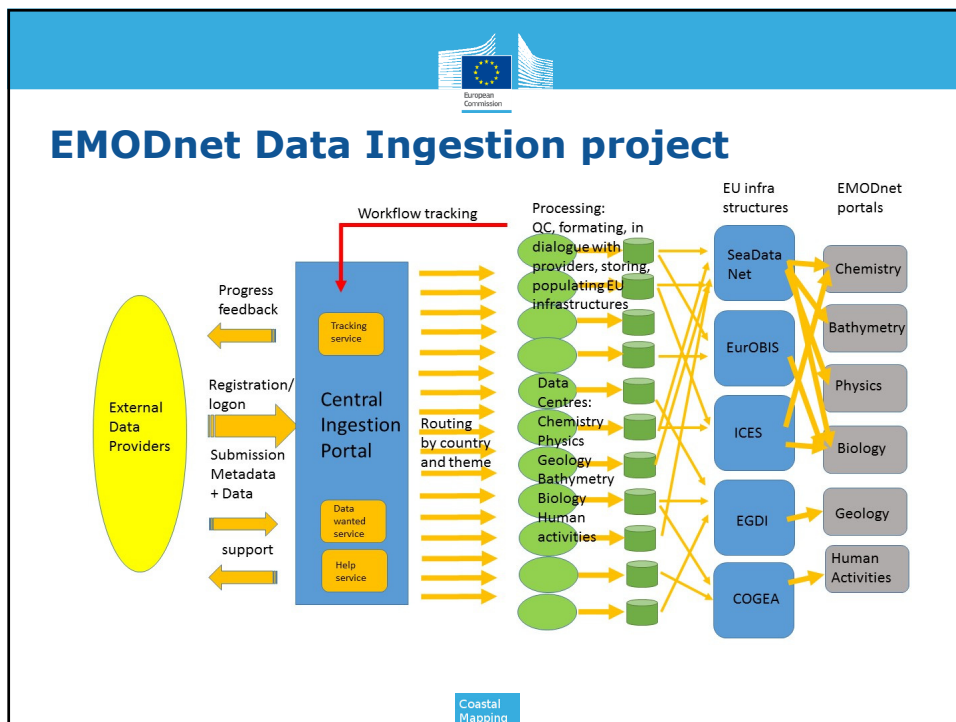 European
Commission
EMODnet Data Ingestion project
EU infra
structures
EMODnet
portals
Workflow tracking
Processing:
QC, formating, in
dialogue with
providers, storing,
populating EU
infrastructures
Progress
feedback
Tracking
service
Registration/
logon
External
Data
Providers
Central
Ingestion
Portal
Submission
Metadata
+ Data
Routing
by country
and theme
Data
wanted
service
support
Help
service
Data
Centres:
Chemistry
Physics
Geology
Bathymetry
Biology
Human
activities
SeaData
Net
EurOBIS
ICES
EGDI
COGEA
Chemistry
Bathymetry
Physics
Biology
Geology
Human
Activities
Coastal
Mapping